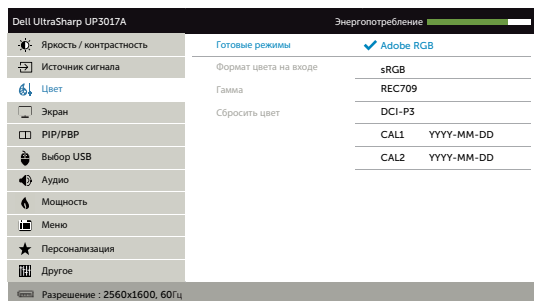 Dell UltraSharp UP3017A
Энергопотребление
Яркость / контрастность
Готовые режимы
Adobe RGB
Источник сигнала
Формат цвета на входе
sRGB
Цвет
Гамма
REC709
Экран
Сбросить цвет
DCI-P3
PIP/PBP
CAL1 YYYY-MM-DD
Выбор USB
CAL2 YYYY-MM-DD
Аудио
Мощность
Меню
Персонализация
Другое
Разрешение : 2560x1600, 60Гц